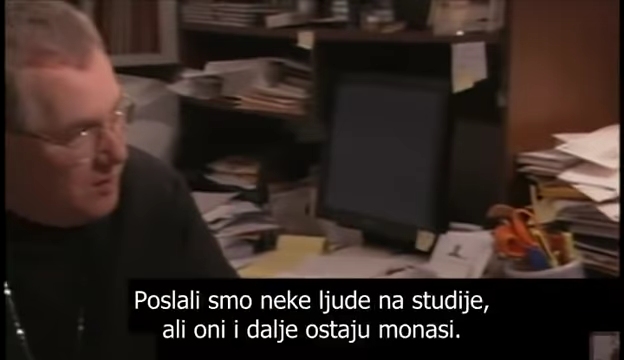 Poslali smo neke ljude na studije,
ali oni i dalje ostaju monasi.